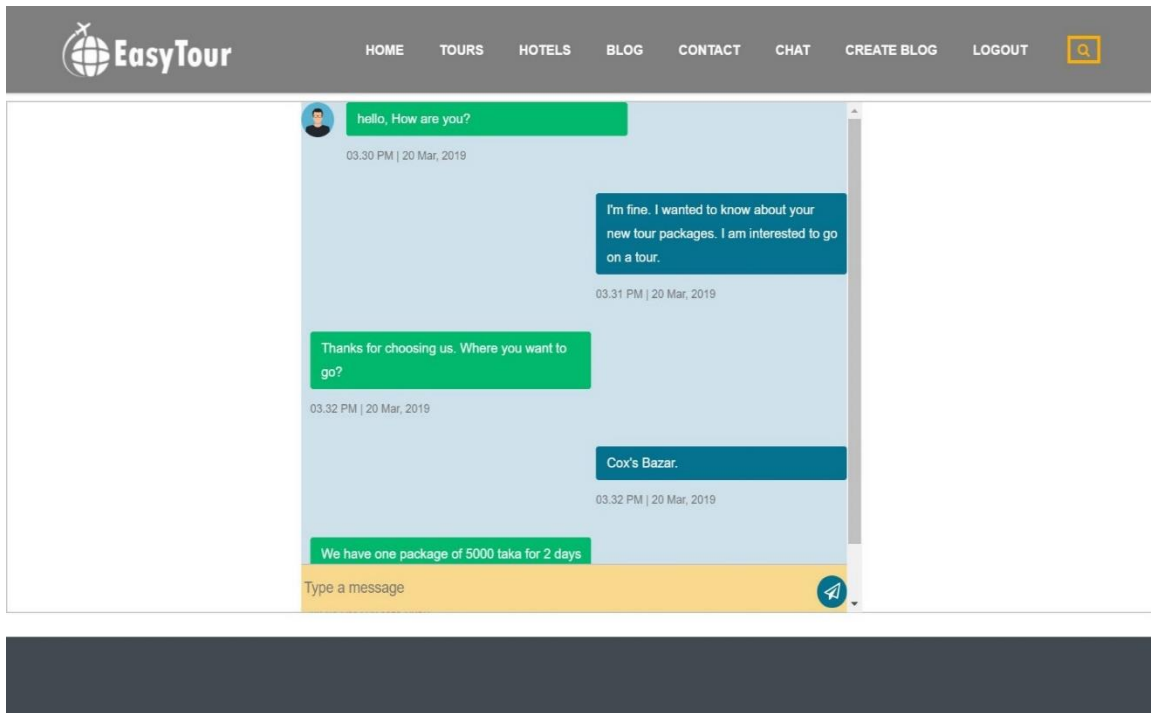 EasyTour
HOME TOURS HOTELS BLOG CONTACT CHAT CREATE BLOG LOGOUT
hello, How are you?
03.30 PM | 20 Mar, 2019
I'm fine. I wanted to know about your
new tour packages. I am interested to go
on a tour.
03.31 PM | 20 Mar, 2019
Thanks for choosing us. Where you want to
go?
03.32 PM | 20 Mar, 2019
Cox's Bazar.
03.32 PM | 20 Mar, 2019
We have one package of 5000 taka for 2 days
Type a message